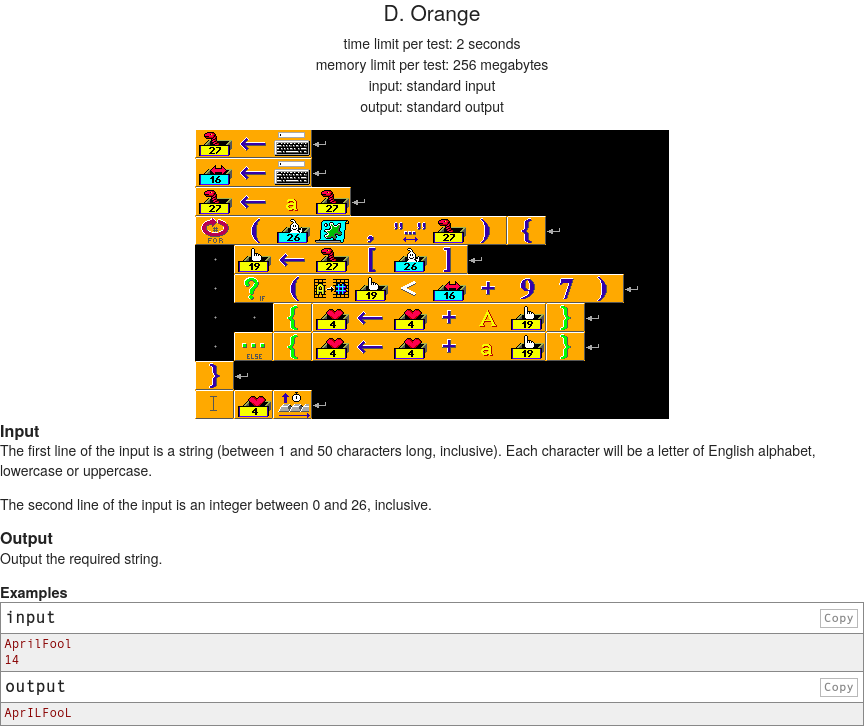 D. Orange
time limit per test: 2 seconds
memory limit per test: 256 megabytes
input: standard input
output: standard output
27 ←
16 ←
27 ← a 27
FOR ( 26 , "..." 27 ) {
19 ← 27 [ 26 ]
? IF ( A 19 < 16 + 9 7 )
{ 4 ← 4 + A 19 }
... ELSE { 4 ← 4 + a 19 }
}
I 4
Input
The first line of the input is a string (between 1 and 50 characters long, inclusive). Each character will be a letter of English alphabet,
lowercase or uppercase.
The second line of the input is an integer between 0 and 26, inclusive.
Output
Output the required string.
Examples
input Copy
AprilFool
14
output Copy
AprILFooL